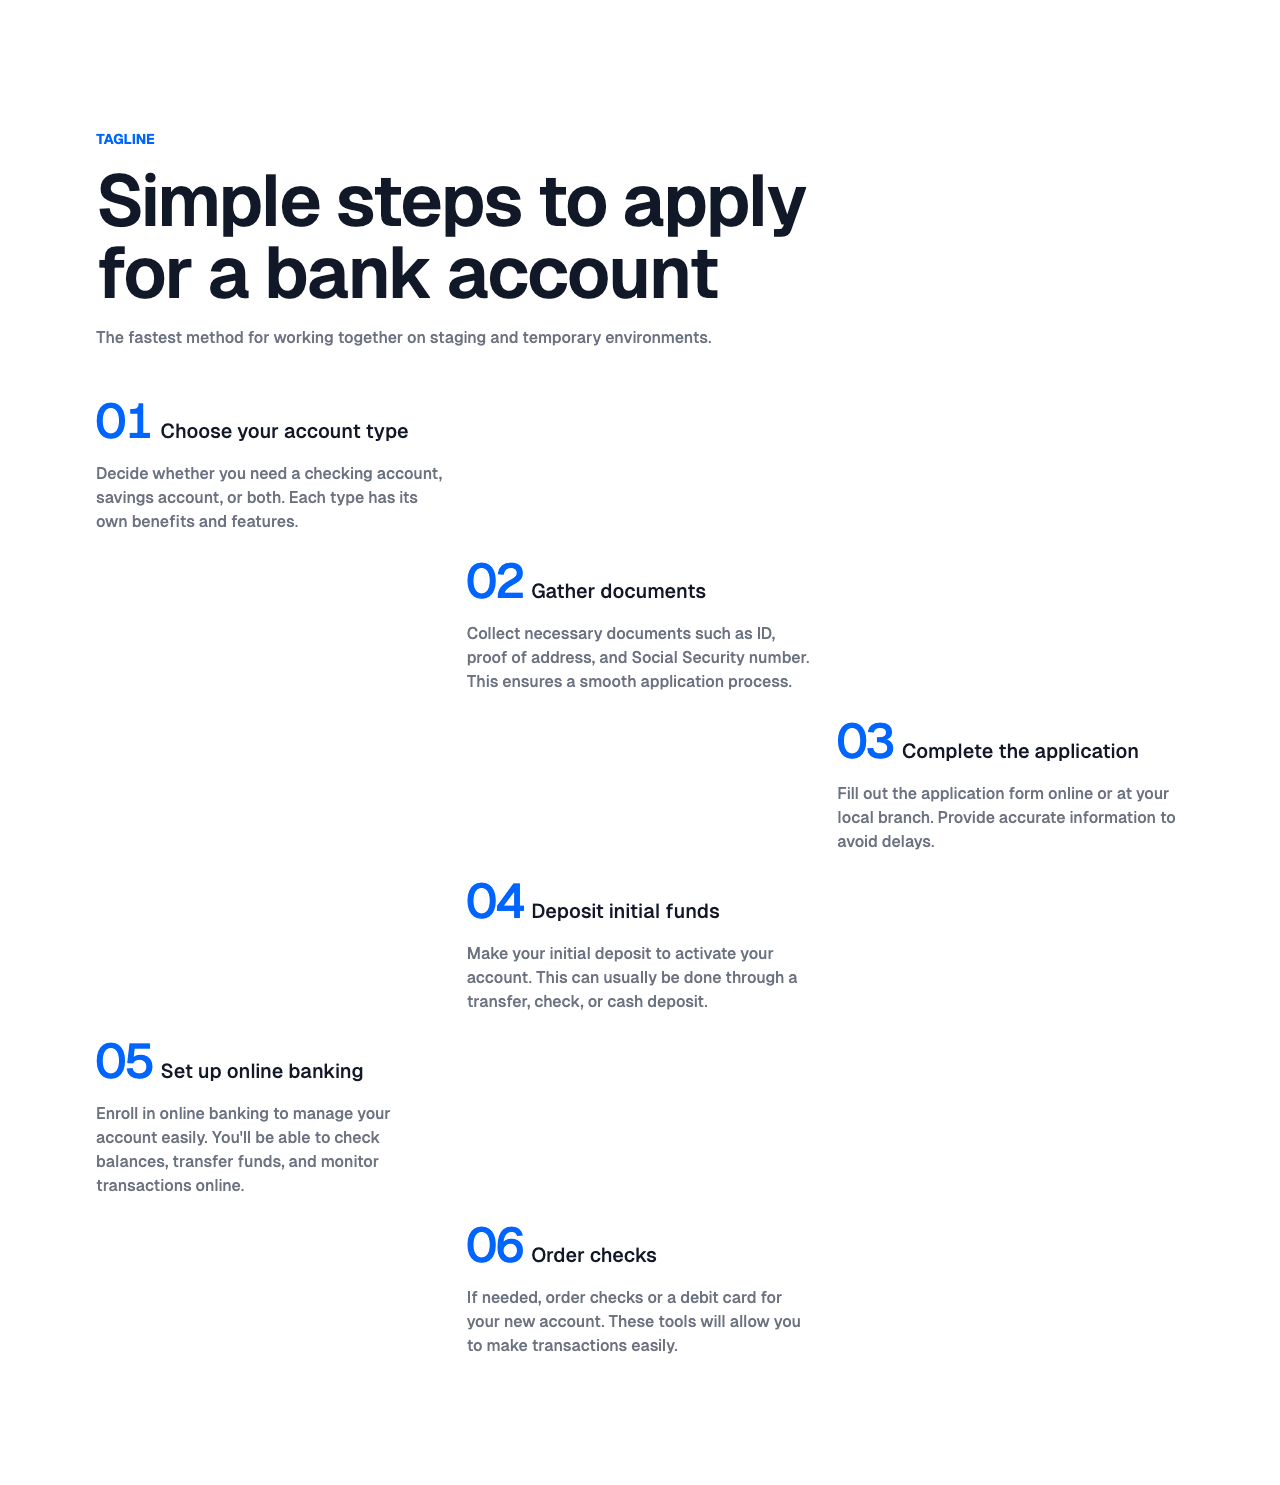 TAGLINE
Simple steps to apply
for a bank account
The fastest method for working together on staging and temporary environments.
01 Choose your account type
Decide whether you need a checking account,
savings account, or both. Each type has its
own benefits and features.
02 Gather documents
Collect necessary documents such as ID,
proof of address, and Social Security number.
This ensures a smooth application process.
03 Complete the application
Fill out the application form online or at your
local branch. Provide accurate information to
avoid delays.
04 Deposit initial funds
Make your initial deposit to activate your
account. This can usually be done through a
transfer, check, or cash deposit.
05 Set up online banking
Enroll in online banking to manage your
account easily. You'll be able to check
balances, transfer funds, and monitor
transactions online.
06 Order checks
If needed, order checks or a debit card for
your new account. These tools will allow you
to make transactions easily.